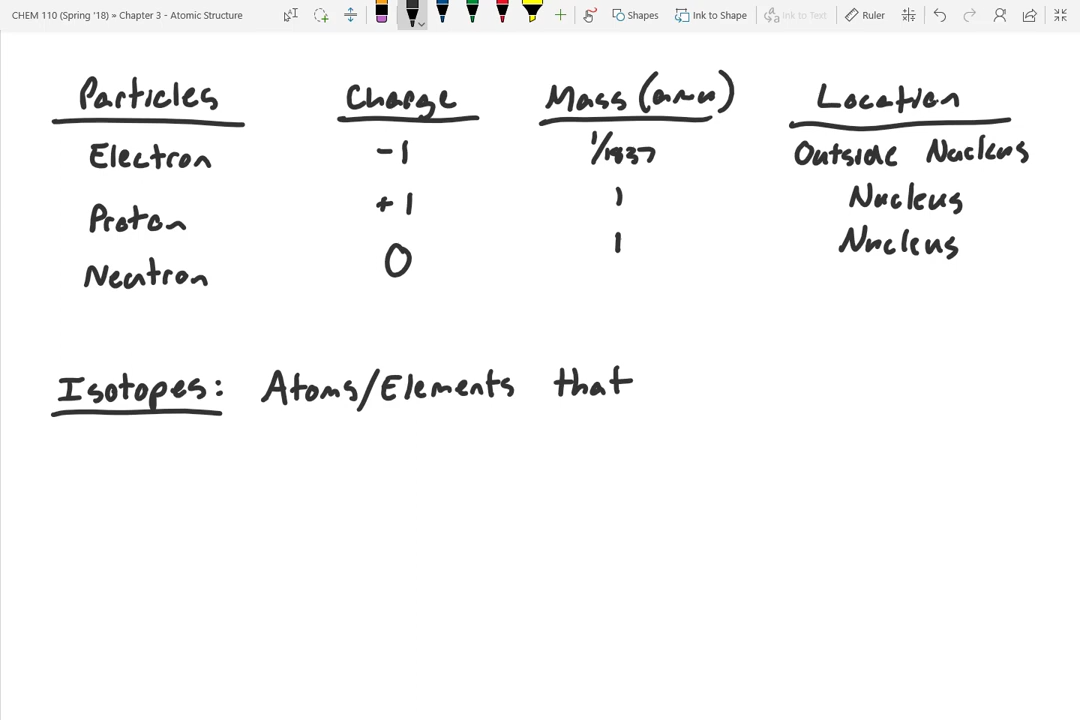 CHEM 110 (Spring '18) » Chapter 3 - Atomic Structure Shapes Ink to Shape Ink to Text Ruler
Particles Charge Mass (amu) Location
Electron -1 1/1837 Outside Nucleus
Proton +1 1 Nucleus
Neutron 0 1 Nucleus
Isotopes: Atoms/Elements that